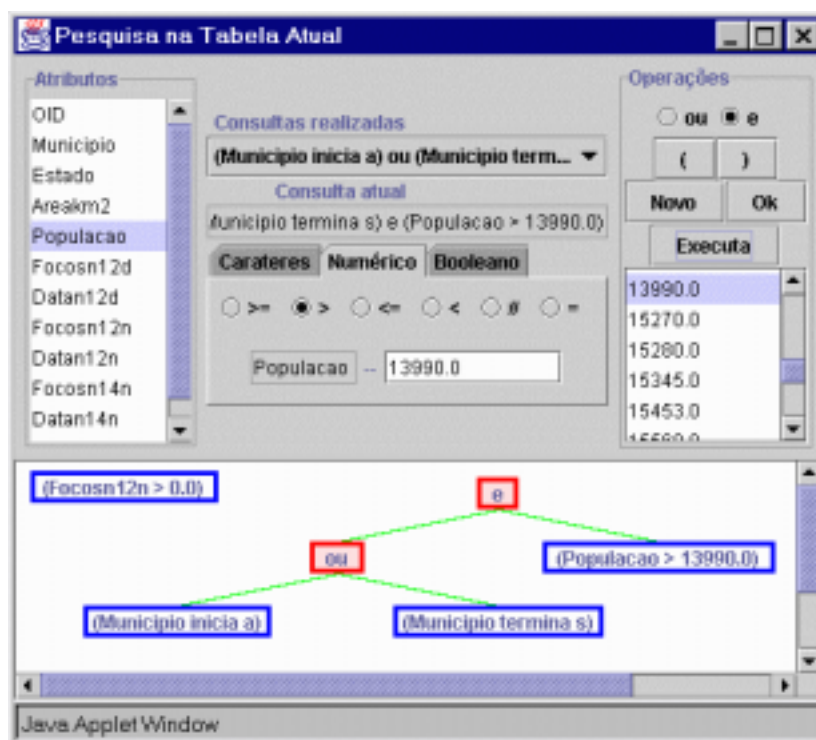 Pesquisa na Tabela Atual
Atributos
OID
Municipio
Estado
Areakm2
Populacao
Focosn12d
Datan12d
Focosn12n
Datan12n
Focosn14n
Datan14n
Consultas realizadas
(Municipio inicia a) ou (Municipio term...
Consulta atual
Municipio termina s) e (Populacao > 13990.0)
Carateres Numérico Booleano
>= > <= < =
Populacao -- 13990.0
Operações
ou e
( )
Novo Ok
Executa
13990.0
15270.0
15280.0
15345.0
15453.0
(Focosn12n > 0.0)
e
ou
(Populacao > 13990.0)
(Municipio inicia a)
(Municipio termina s)
Java Applet Window